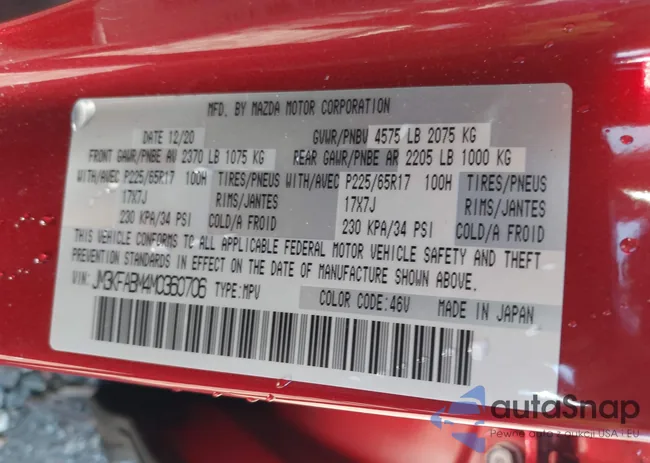 MFD. BY MAZDA MOTOR CORPORATION
DATE 12/20 GVWR/PNBV 4575 LB 2075 KG
FRONT GAWR/PNBE AV 2370 LB 1075 KG REAR GAWR/PNBE AR 2205 LB 1000 KG
WITH/AVEC P225/65R17 100H TIRES/PNEUS WITH/AVEC P225/65R17 100H TIRES/PNEUS
17X7J RIMS/JANTES 17X7J RIMS/JANTES
230 KPA/34 PSI COLD/A FROID 230 KPA/34 PSI COLD/A FROID
THIS VEHICLE CONFORMS TO ALL APPLICABLE FEDERAL MOTOR VEHICLE SAFETY AND THEFT
PREVENTION STANDARDS IN EFFECT ON THE DATE OF MANUFACTURE SHOWN ABOVE.
VIN: JM3KFABM4M0360706 TYPE: MPV COLOR CODE: 46V MADE IN JAPAN
autoSnap
Pewne auto z aukcji USA i EU